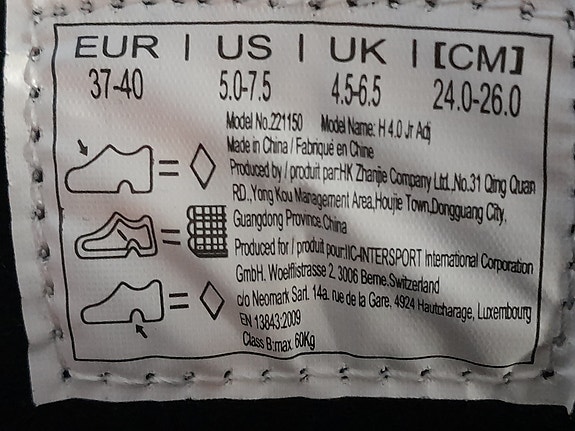 EUR | US | UK | [CM]
37-40 5.0-7.5 4.5-6.5 24.0-26.0
Model No.221150 Model Name: H 4.0 Jr Adj
Made in China / Fabriqué en Chine
Produced by / produit par:HK Zhanjie Company Ltd.,No.31 Qing Quan
RD.,Yong Kou Management Area,Houjie Town,Dongguang City,
Guangdong Province,China
Produced for / produit pour:IIC-INTERSPORT International Corporation
GmbH. Woelflistrasse 2, 3006 Berne.Switzerland
c/o Neomark Sarl. 14a. rue de la Gare, 4924 Hautcharage, Luxembourg
EN 13843:2009
Class B:max 60Kg